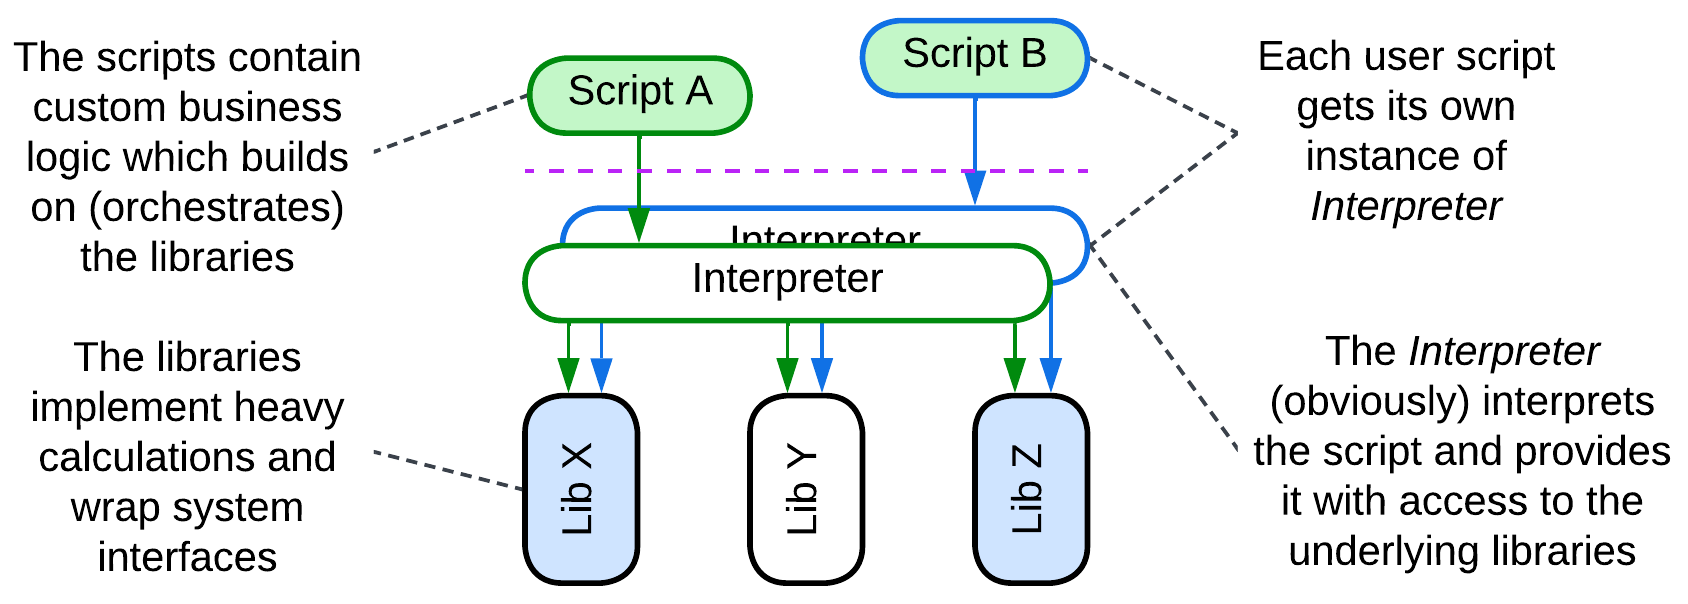 The scripts contain
custom business
logic which builds
on (orchestrates)
the libraries
Script A
Script B
Each user script
gets its own
instance of
Interpreter
Interpreter
Interpreter
The libraries
implement heavy
calculations and
wrap system
interfaces
Lib X
Lib Y
Lib Z
The Interpreter
(obviously) interprets
the script and provides
it with access to the
underlying libraries